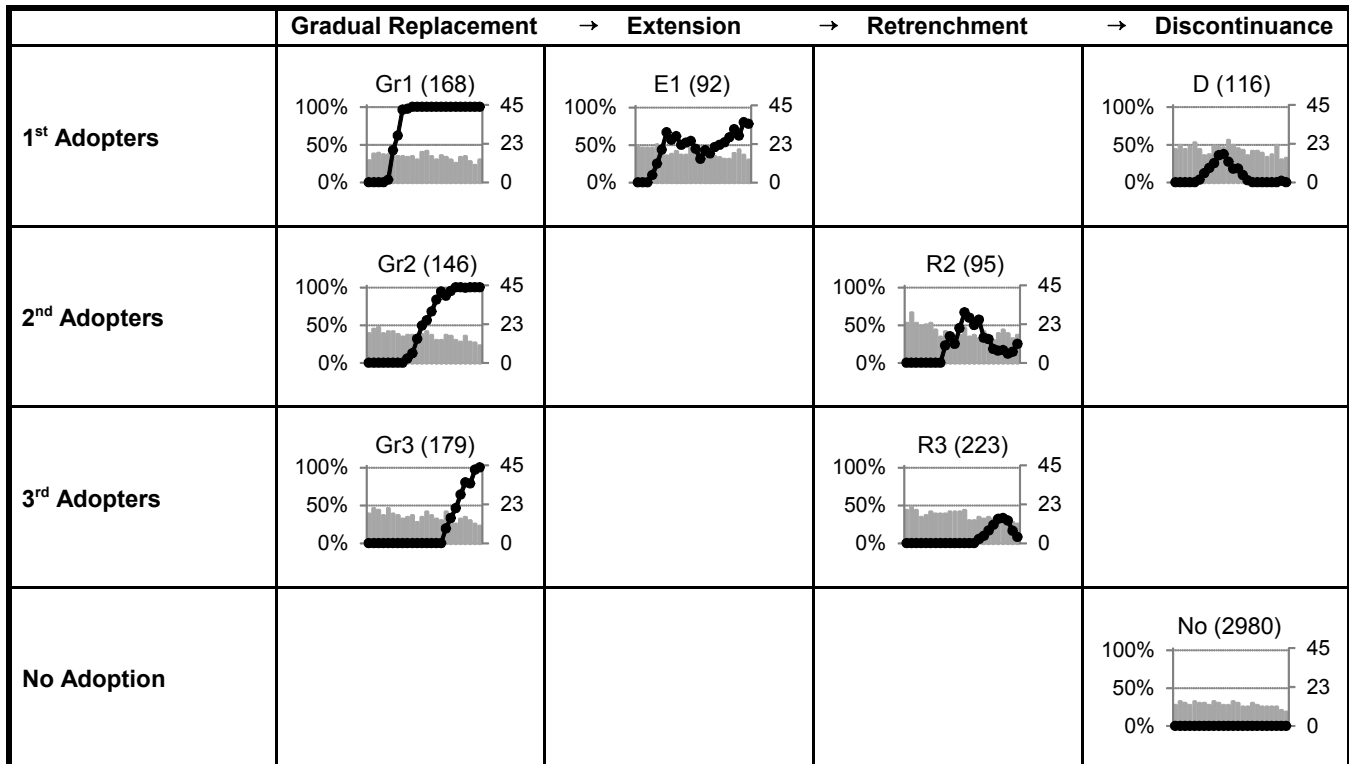 Gradual Replacement → Extension → Retrenchment → Discontinuance
1st Adopters
Gr1 (168)
100% 45
50% 23
0% 0
E1 (92)
100% 45
50% 23
0% 0
D (116)
100% 45
50% 23
0% 0
2nd Adopters
Gr2 (146)
100% 45
50% 23
0% 0
R2 (95)
100% 45
50% 23
0% 0
3rd Adopters
Gr3 (179)
100% 45
50% 23
0% 0
R3 (223)
100% 45
50% 23
0% 0
No Adoption
No (2980)
100% 45
50% 23
0% 0